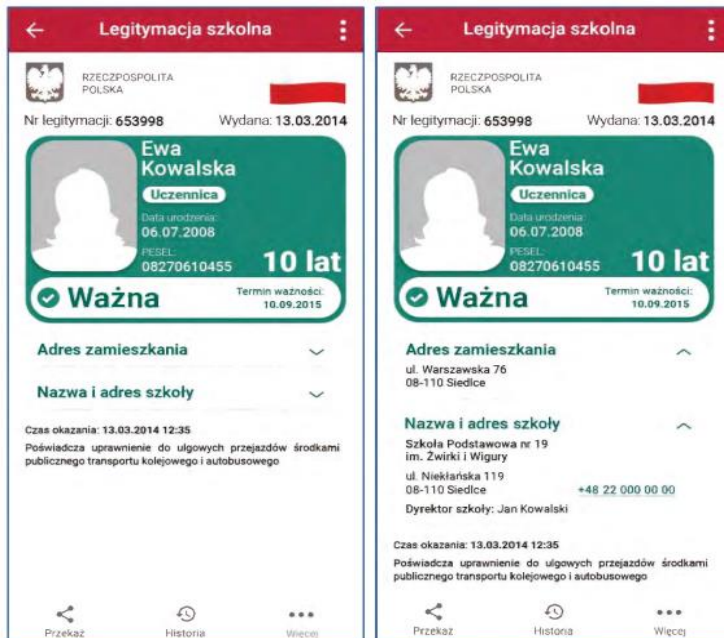 Legitymacja szkolna
RZECZPOSPOLITA
POLSKA
Nr legitymacji: 653998 Wydana: 13.03.2014
Ewa
Kowalska
Uczennica
Data urodzenia:
06.07.2008
PESEL:
08270610455 10 lat
Ważna
Termin ważności:
10.09.2015
Adres zamieszkania
Nazwa i adres szkoły
Czas okazania: 13.03.2014 12:35
Poświadcza uprawnienie do ulgowych przejazdów środkami
publicznego transportu kolejowego i autobusowego
Przekaż Historia Więcej
Legitymacja szkolna
RZECZPOSPOLITA
POLSKA
Nr legitymacji: 653998 Wydana: 13.03.2014
Ewa
Kowalska
Uczennica
Data urodzenia:
06.07.2008
PESEL:
08270610455 10 lat
Ważna
Termin ważności:
10.09.2015
Adres zamieszkania
ul. Warszawska 76
08-110 Siedlce
Nazwa i adres szkoły
Szkoła Podstawowa nr 19
im. Żwirki i Wigury
ul. Niekłańska 119
08-110 Siedlce +48 22 000 00 00
Dyrektor szkoły: Jan Kowalski
Czas okazania: 13.03.2014 12:35
Poświadcza uprawnienie do ulgowych przejazdów środkami
publicznego transportu kolejowego i autobusowego
Przekaż Historia Więcej